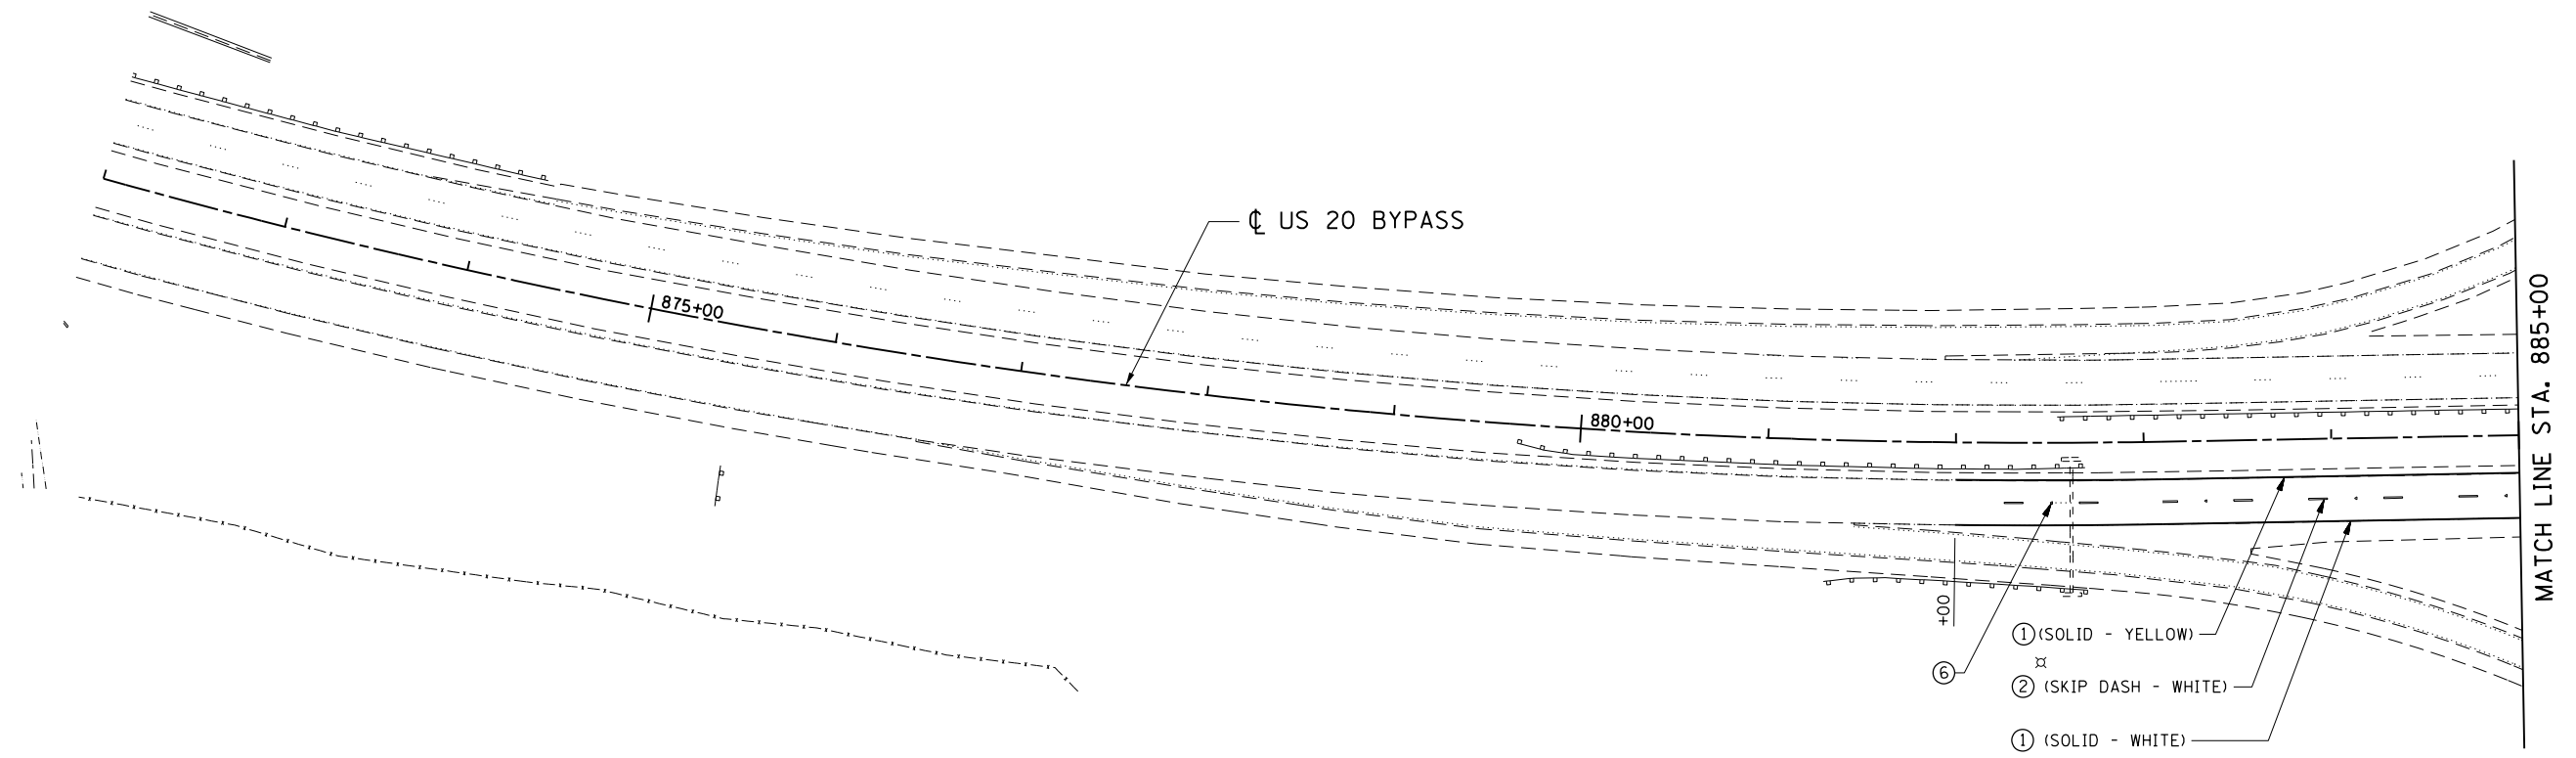 ℄ US 20 BYPASS
875+00
880+00
MATCH LINE STA. 885+00
+00
1 (SOLID - YELLOW)
6
2 (SKIP DASH - WHITE)
1 (SOLID - WHITE)